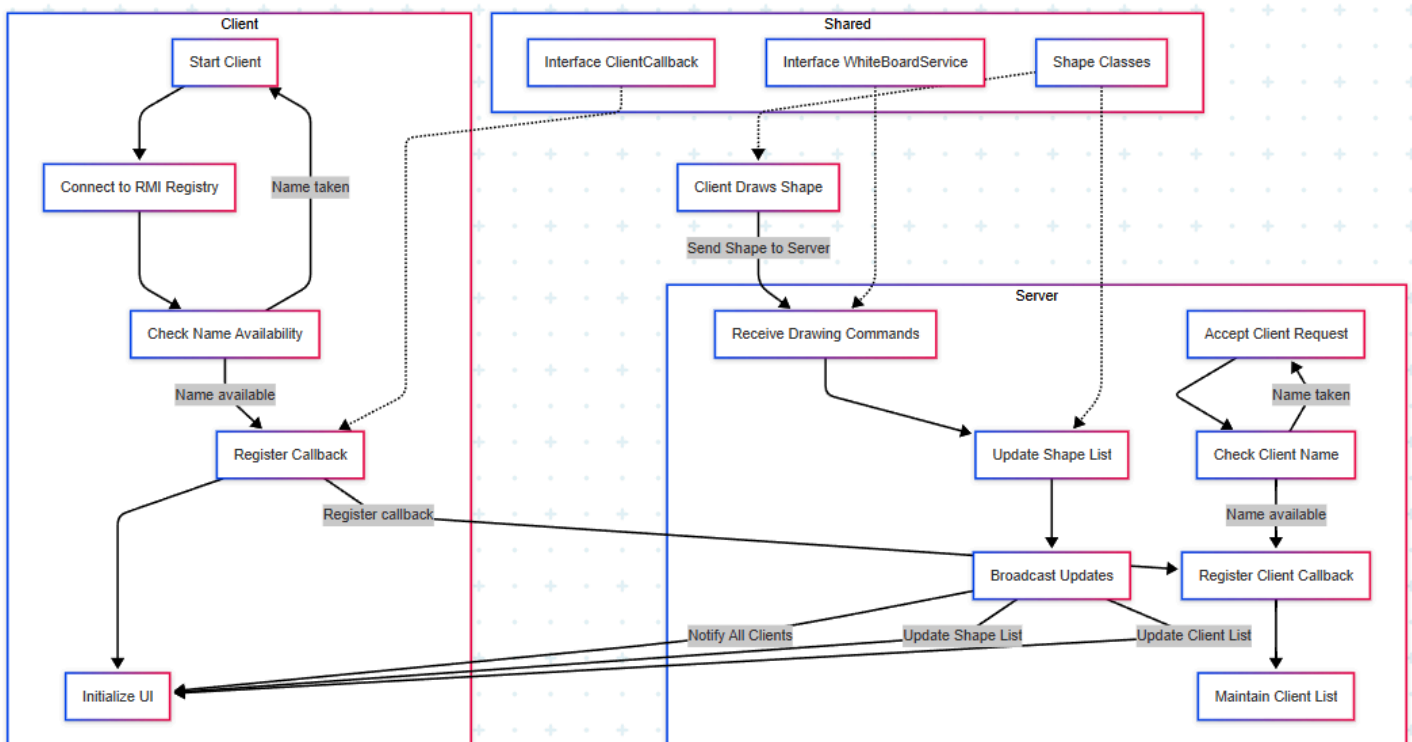 Client
Shared
Start Client
Interface ClientCallback
Interface WhiteBoardService
Shape Classes
Connect to RMI Registry
Name taken
Client Draws Shape
Send Shape to Server
Server
Check Name Availability
Receive Drawing Commands
Accept Client Request
Name available
Name taken
Register Callback
Update Shape List
Check Client Name
Register callback
Name available
Broadcast Updates
Register Client Callback
Notify All Clients
Update Shape List
Update Client List
Initialize UI
Maintain Client List